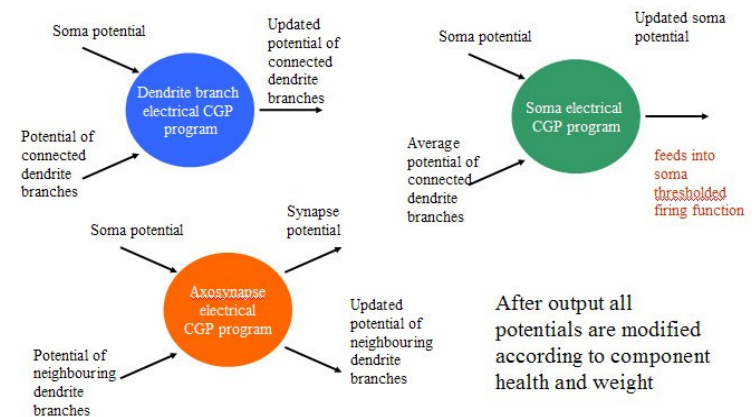 Soma potential
Dendrite branch
electrical CGP
program
Updated
potential of
connected
dendrite
branches
Potential of
connected
dendrite
branches
Soma potential
Soma electrical
CGP program
Updated soma
potential
Average
potential of
connected
dendrite
branches
feeds into
soma
thresholded
firing function
Soma potential
Axosynapse
electrical
CGP program
Synapse
potential
Potential of
neighbouring
dendrite
branches
Updated
potential of
neighbouring
dendrite
branches
After output all
potentials are modified
according to component
health and weight